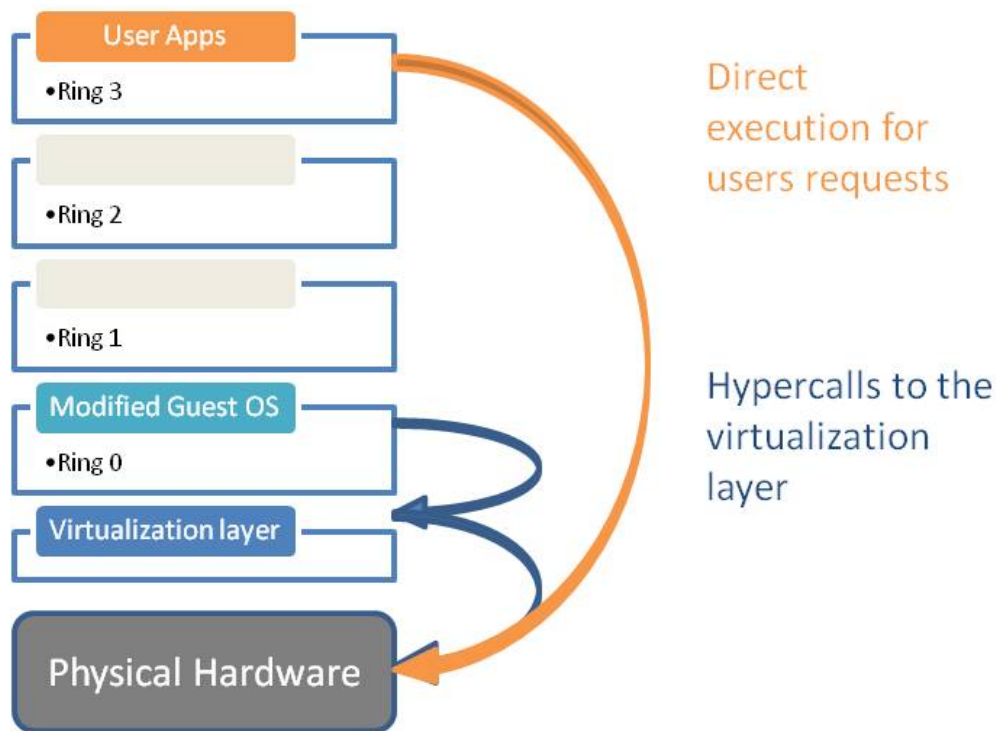 User Apps
•Ring 3
•Ring 2
•Ring 1
Modified Guest OS
•Ring 0
Virtualization layer
Physical Hardware
Direct
execution for
users requests
Hypercalls to the
virtualization
layer